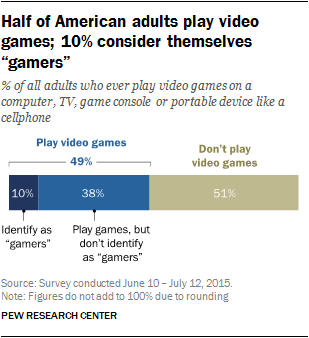 Half of American adults play video
games; 10% consider themselves
“gamers”
% of all adults who ever play video games on a
computer, TV, game console or portable device like a
cellphone
Play video games
49%
Don't play
video games
10%
38%
51%
Identify as
“gamers”
Play games, but
don't identify
as “gamers”
Source: Survey conducted June 10 – July 12, 2015.
Note: Figures do not add to 100% due to rounding
PEW RESEARCH CENTER